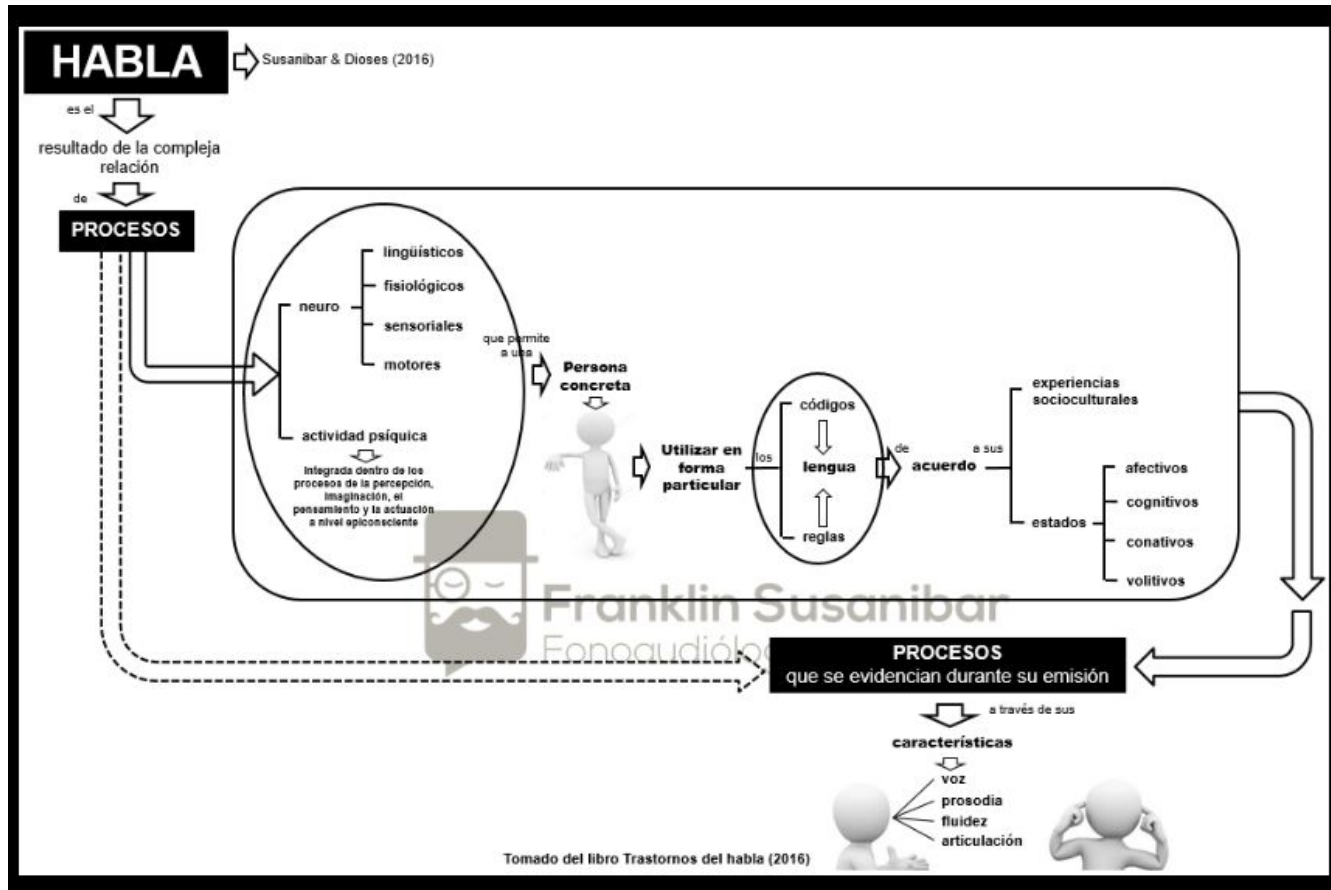 HABLA
Susanibar & Dioses (2016)
es el
resultado de la compleja
relación
de
PROCESOS
neuro
lingüísticos
fisiológicos
sensoriales
motores
actividad psíquica
Integrada dentro de los
procesos de la percepción,
imaginación, el
pensamiento y la actuación
a nivel epiconsciente
que permite
a una
Persona
concreta
Utilizar en
forma
particular
los
códigos
lengua
reglas
de
acuerdo
a sus
experiencias
socioculturales
estados
afectivos
cognitivos
conativos
volitivos
Franklin Susanibar
PROCESOS
que se evidencian durante su emisión
a través de sus
características
voz
prosodia
fluidez
articulación
Tomado del libro Trastornos del habla (2016)